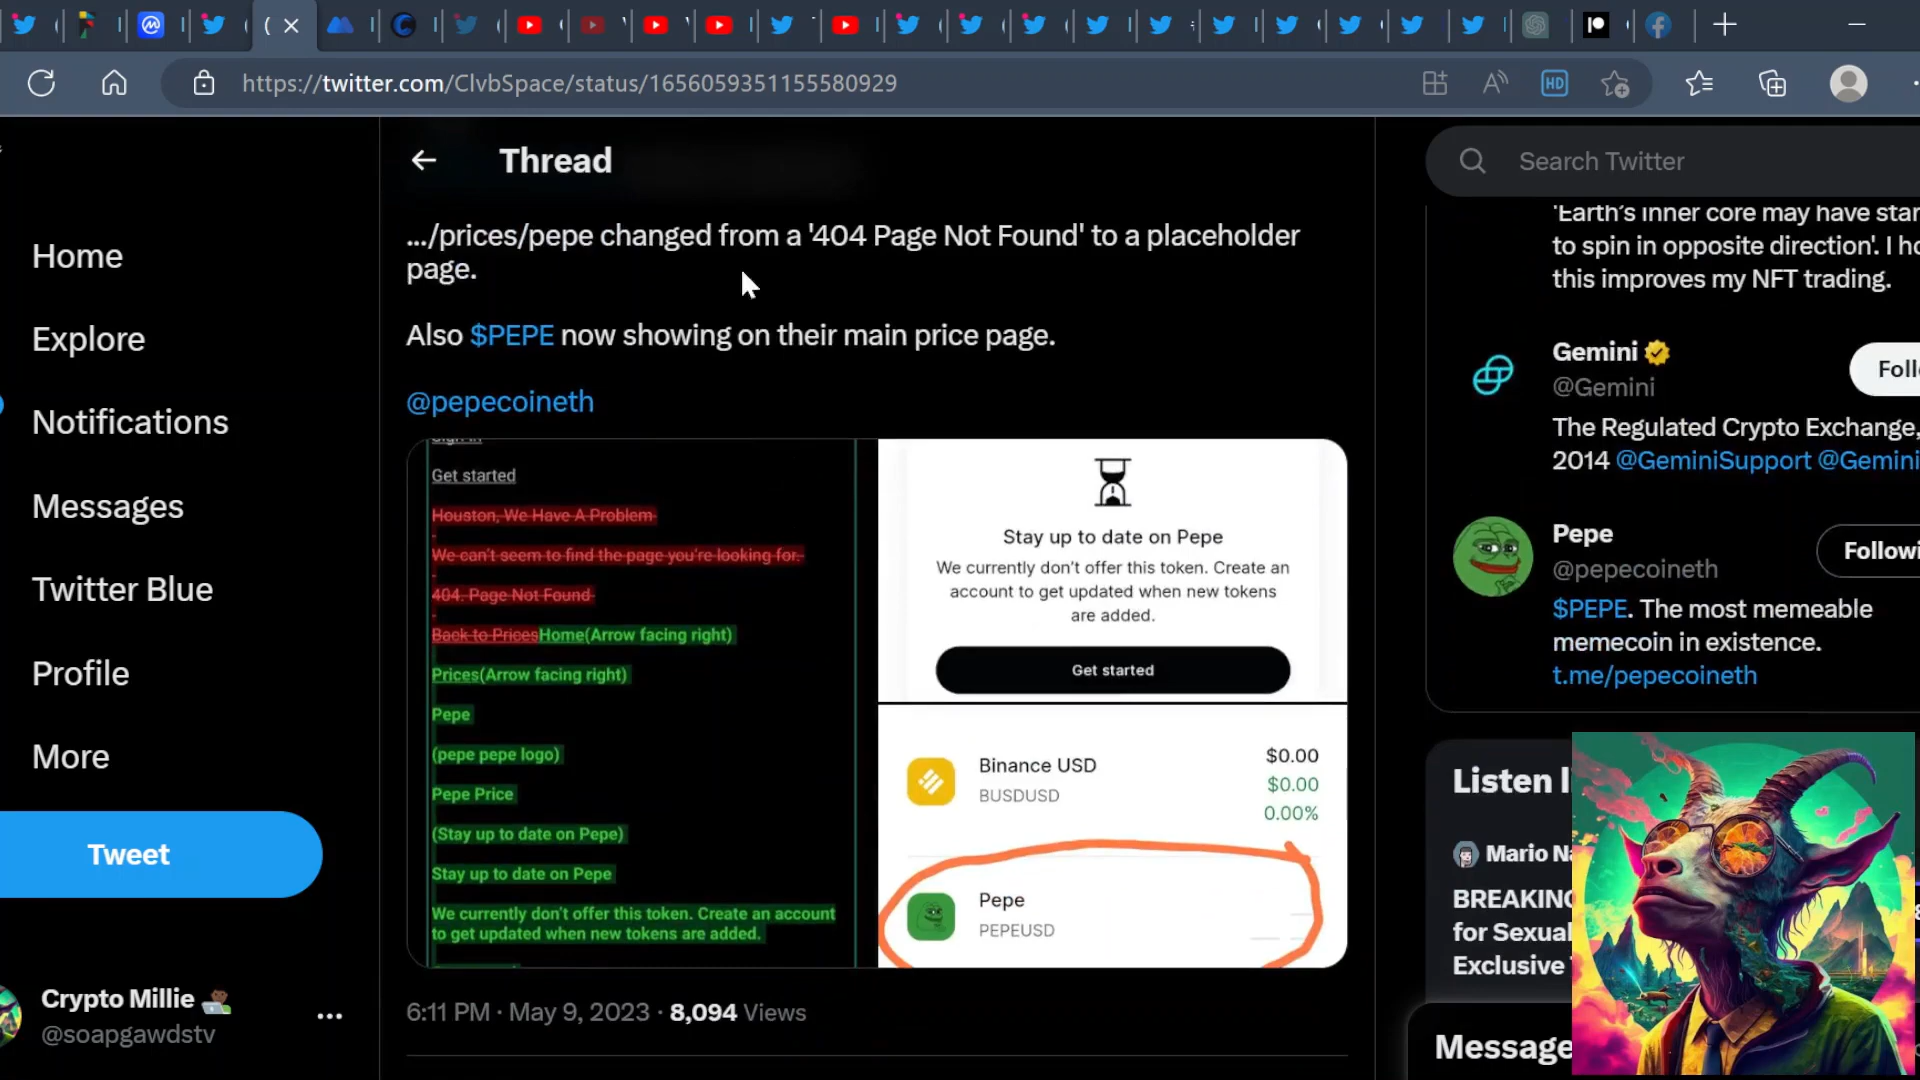 https://twitter.com/ClvbSpace/status/1656059351155580929
HD
Thread
Search Twitter
Home
Explore
Notifications
Messages
Twitter Blue
Profile
More
Tweet
Crypto Millie
@soapgawdstv
.../prices/pepe changed from a '404 Page Not Found' to a placeholder
page.
Also $PEPE now showing on their main price page.
@pepecoineth
Sign in
Get started
Houston, We Have A Problem
We can't seem to find the page you're looking for.
404. Page Not Found
Back to PricesHome(Arrow facing right)
Prices(Arrow facing right)
Pepe
(pepe pepe logo)
Pepe Price
(Stay up to date on Pepe)
Stay up to date on Pepe
We currently don't offer this token. Create an account
to get updated when new tokens are added.
Stay up to date on Pepe
We currently don't offer this token. Create an
account to get updated when new tokens
are added.
Get started
Binance USD
BUSDUSD
$0.00
$0.00
0.00%
Pepe
PEPEUSD
6:11 PM · May 9, 2023 · 8,094 Views
'Earth's inner core may have star
to spin in opposite direction'. I ho
this improves my NFT trading.
Gemini
@Gemini
Foll
The Regulated Crypto Exchange,
2014 @GeminiSupport @Gemini
Pepe
@pepecoineth
Followi
$PEPE. The most memeable
memecoin in existence.
t.me/pepecoineth
Listen l
Mario Na
BREAKING
for Sexual
Exclusive
Message